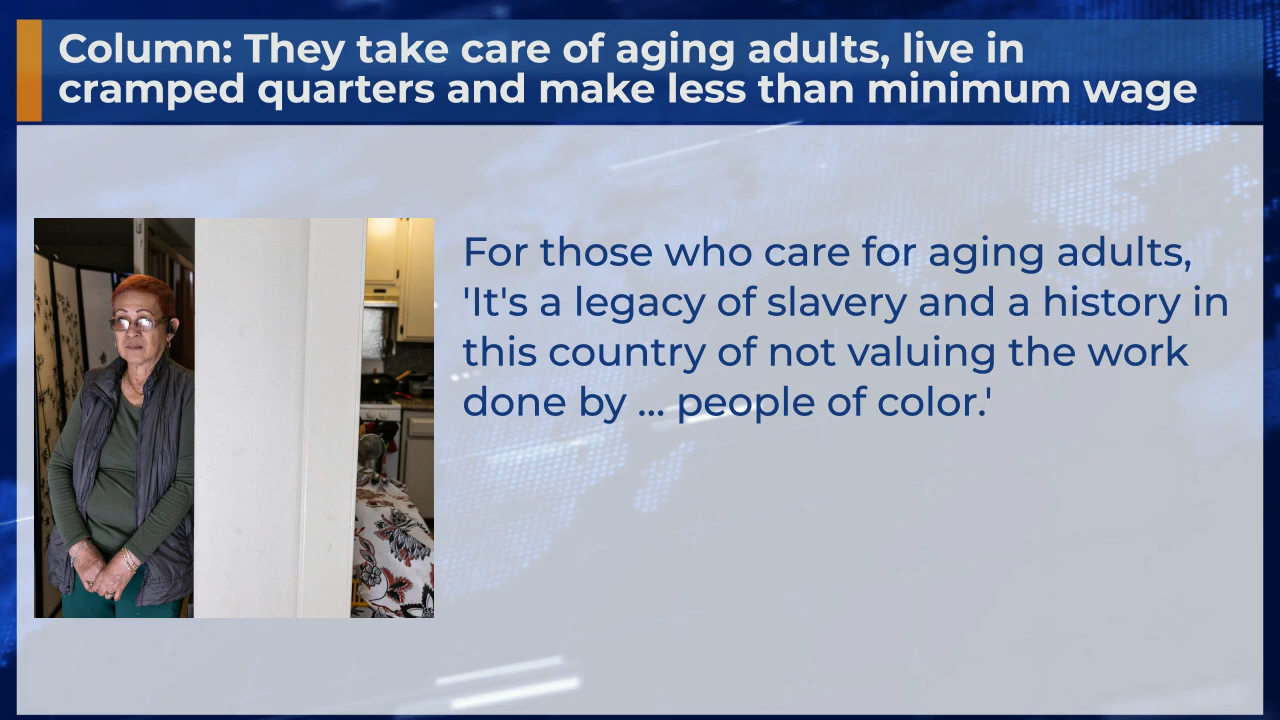 Column: They take care of aging adults, live in
cramped quarters and make less than minimum wage
For those who care for aging adults,
'It's a legacy of slavery and a history in
this country of not valuing the work
done by ... people of color.'